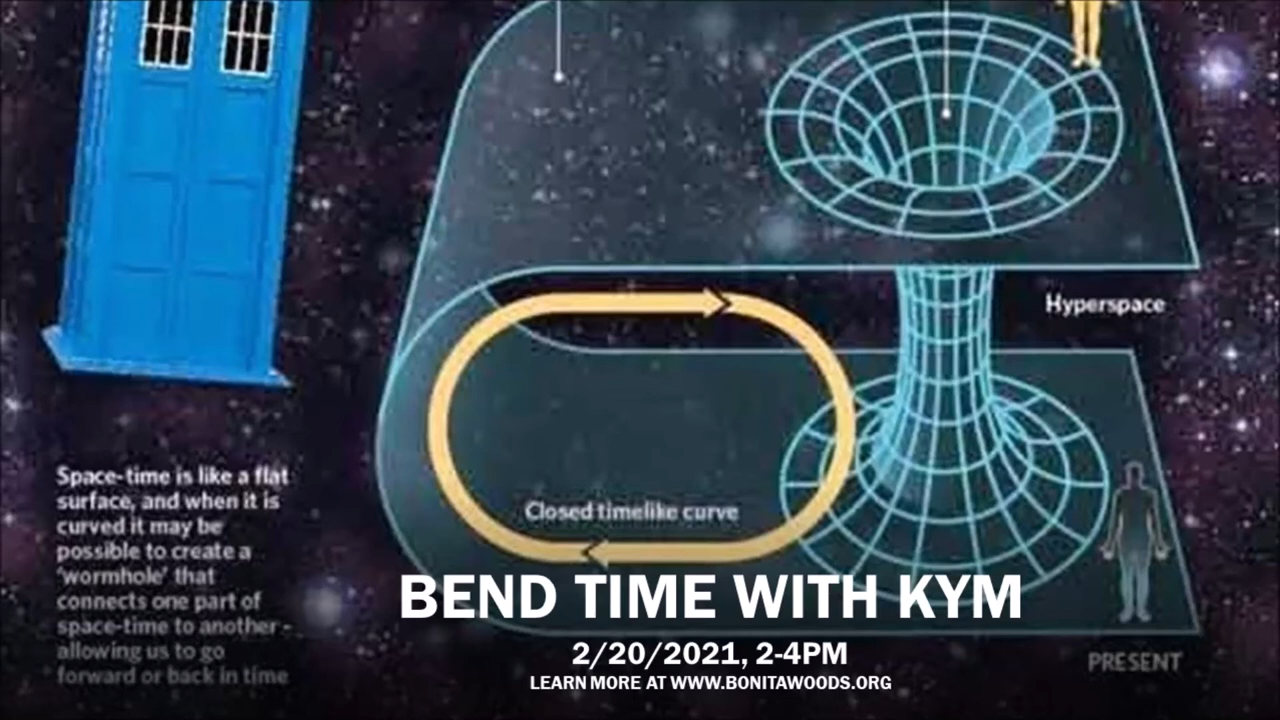 Hyperspace
Space-time is like a flat
surface, and when it is
curved it may be
possible to create a
'wormhole' that
connects one part of
space-time to another -
allowing us to go
forward or back in time
Closed timelike curve
BEND TIME WITH KYM
2/20/2021, 2-4PM
LEARN MORE AT WWW.BONITAWOODS.ORG
PRESENT